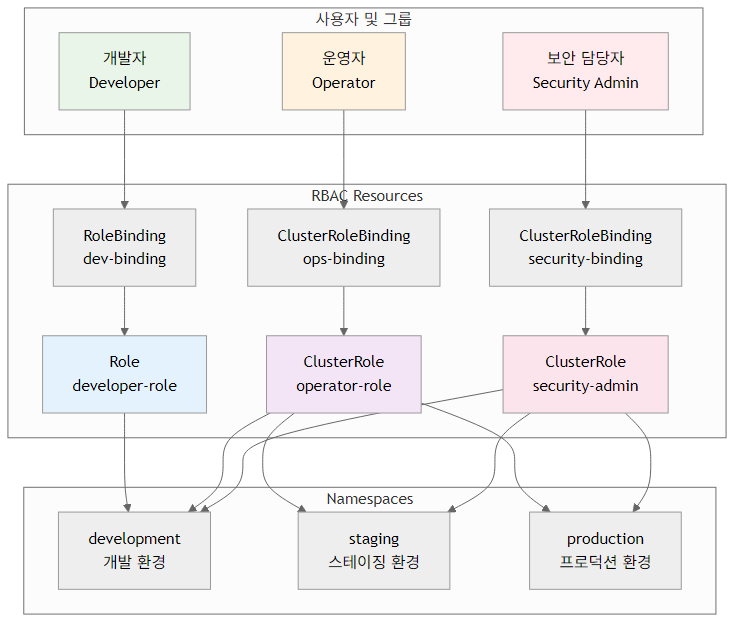 사용자 및 그룹
개발자
Developer
운영자
Operator
보안 담당자
Security Admin
RBAC Resources
RoleBinding
dev-binding
ClusterRoleBinding
ops-binding
ClusterRoleBinding
security-binding
Role
developer-role
ClusterRole
operator-role
ClusterRole
security-admin
Namespaces
development
개발 환경
staging
스테이징 환경
production
프로덕션 환경